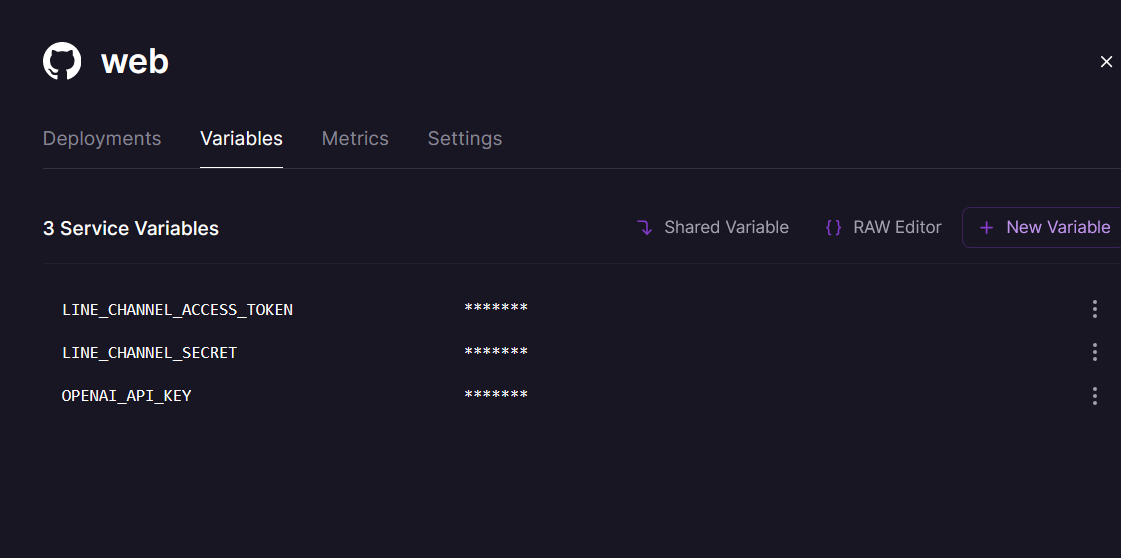 web
Deployments Variables Metrics Settings
3 Service Variables Shared Variable {} RAW Editor + New Variable
LINE_CHANNEL_ACCESS_TOKEN *******
LINE_CHANNEL_SECRET *******
OPENAI_API_KEY *******